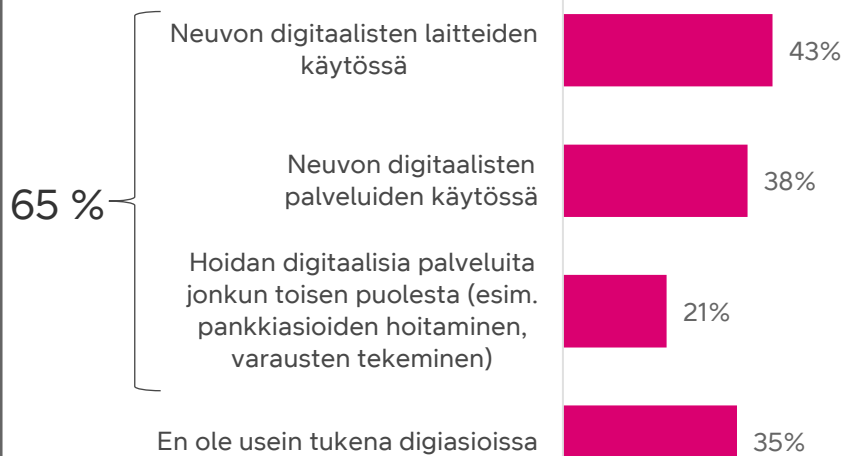 Neuvon digitaalisten laitteiden
käytössä
43%
65 %
Neuvon digitaalisten
palveluiden käytössä
38%
Hoidan digitaalisia palveluita
jonkun toisen puolesta (esim.
pankkiasioiden hoitaminen,
varausten tekeminen)
21%
En ole usein tukena digiasioissa
35%